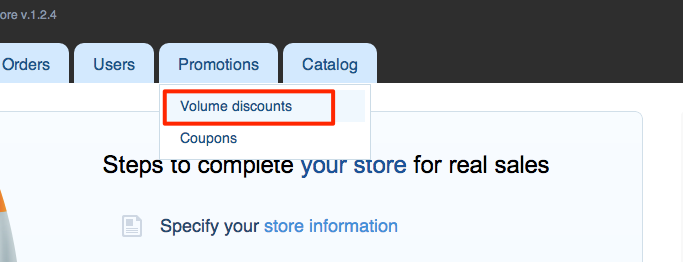 ore v.1.2.4
Orders Users Promotions Catalog
Volume discounts
Coupons
Steps to complete your store for real sales
Specify your store information